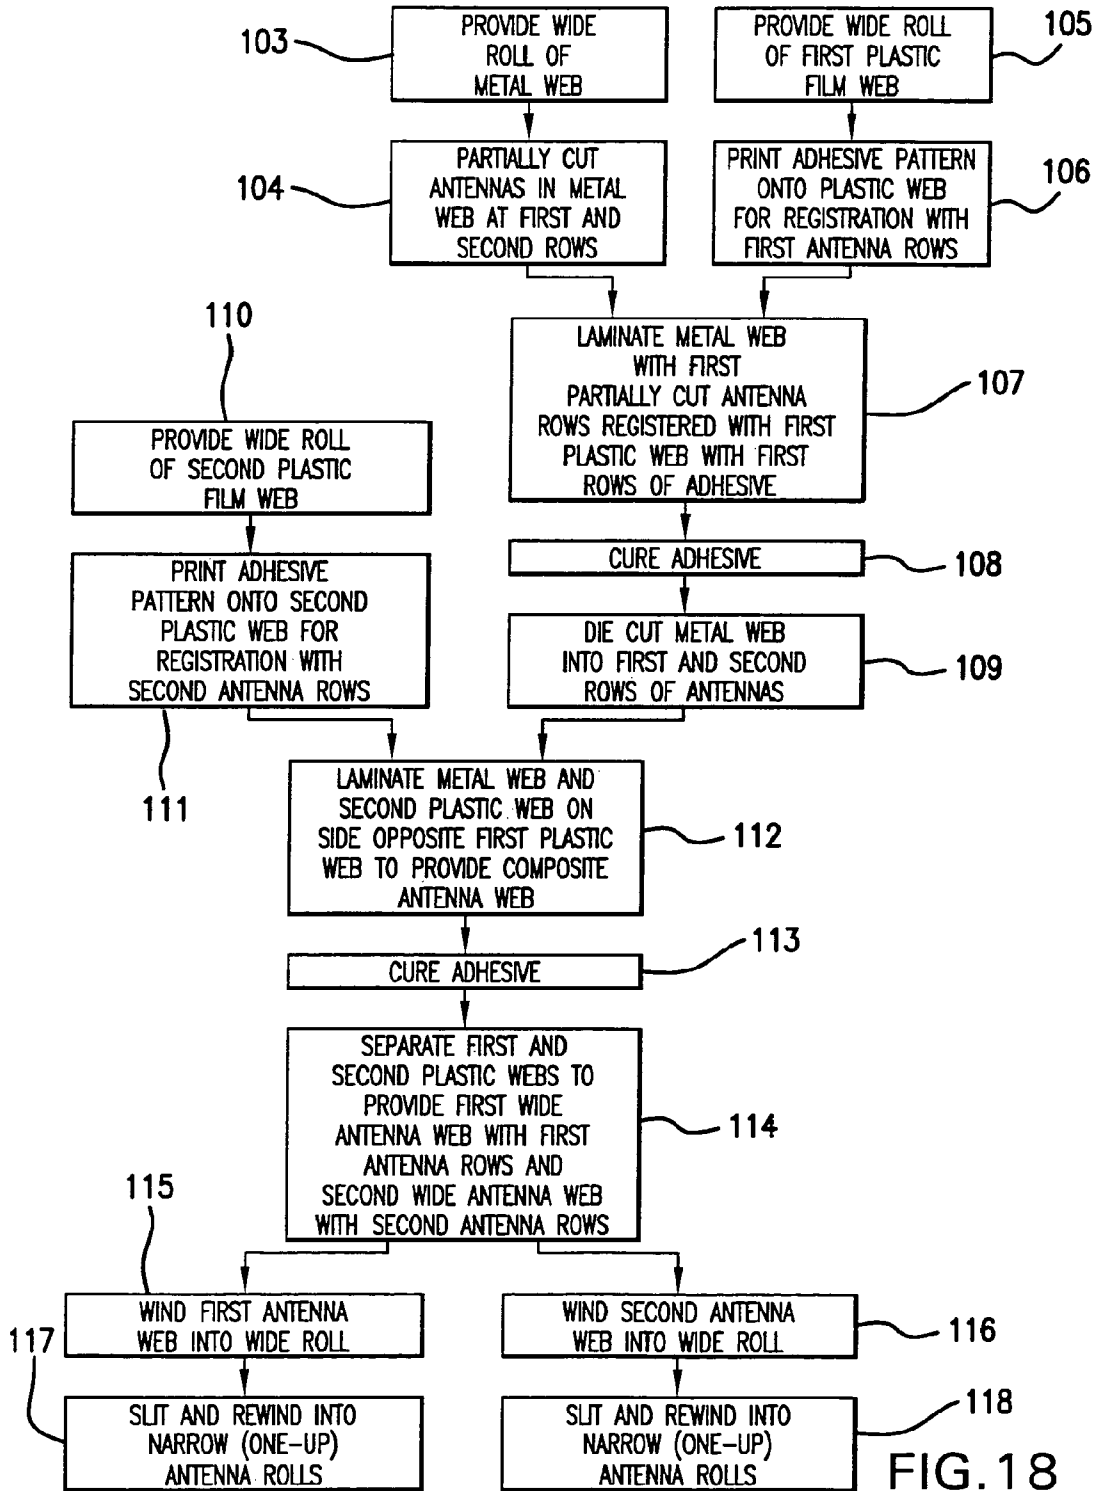 103
PROVIDE WIDE
ROLL OF
METAL WEB
PROVIDE WIDE ROLL
OF FIRST PLASTIC
FILM WEB
105
104
PARTIALLY CUT
ANTENNAS IN METAL
WEB AT FIRST AND
SECOND ROWS
PRINT ADHESIVE PATTERN
ONTO PLASTIC WEB
FOR REGISTRATION WITH
FIRST ANTENNA ROWS
106
LAMINATE METAL WEB
WITH FIRST
PARTIALLY CUT ANTENNA
ROWS REGISTERED WITH FIRST
PLASTIC WEB WITH FIRST
ROWS OF ADHESIVE
107
110
PROVIDE WIDE ROLL
OF SECOND PLASTIC
FILM WEB
CURE ADHESIVE
108
PRINT ADHESIVE
PATTERN ONTO SECOND
PLASTIC WEB FOR
REGISTRATION WITH
SECOND ANTENNA ROWS
111
DIE CUT METAL WEB
INTO FIRST AND SECOND
ROWS OF ANTENNAS
109
LAMINATE METAL WEB AND
SECOND PLASTIC WEB ON
SIDE OPPOSITE FIRST PLASTIC
WEB TO PROVIDE COMPOSITE
ANTENNA WEB
112
CURE ADHESIVE
113
SEPARATE FIRST AND
SECOND PLASTIC WEBS TO
PROVIDE FIRST WIDE
ANTENNA WEB WITH FIRST
ANTENNA ROWS AND
SECOND WIDE ANTENNA WEB
WITH SECOND ANTENNA ROWS
114
115
WIND FIRST ANTENNA
WEB INTO WIDE ROLL
WIND SECOND ANTENNA
WEB INTO WIDE ROLL
116
117
SLIT AND REWIND INTO
NARROW (ONE-UP)
ANTENNA ROLLS
SLIT AND REWIND INTO
NARROW (ONE-UP)
ANTENNA ROLLS
118
FIG.18